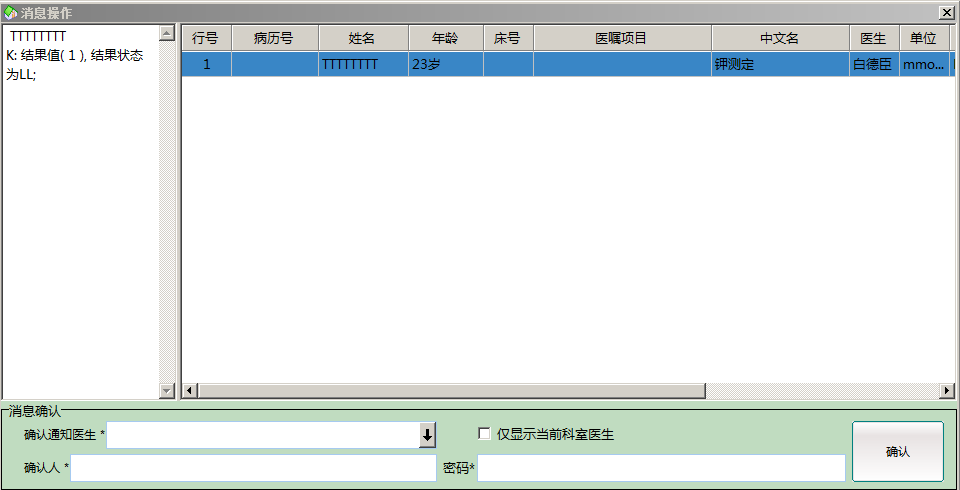 消息操作
TTTTTTTT
K: 结果值( 1 ), 结果状态
为LL;
行号 病历号 姓名 年龄 床号 医嘱项目 中文名 医生 单位
1 TTTTTTTT 23岁 钾测定 白德臣 mmo...
消息确认
确认通知医生 * 仅显示当前科室医生
确认人 * 密码* 确认